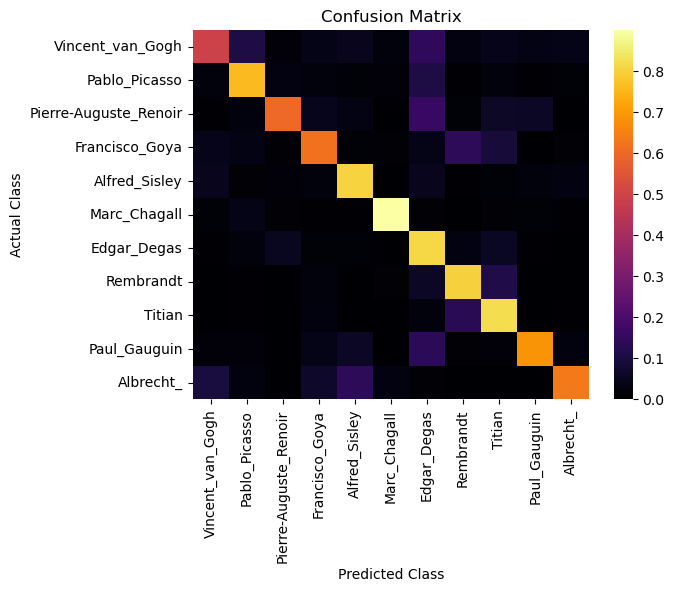 Confusion Matrix
Actual Class
Vincent_van_Gogh
Pablo_Picasso
Pierre-Auguste_Renoir
Francisco_Goya
Alfred_Sisley
Marc_Chagall
Edgar_Degas
Rembrandt
Titian
Paul_Gauguin
Albrecht_
0.8
0.7
0.6
0.5
0.4
0.3
0.2
0.1
0.0
Vincent_van_Gogh
Pablo_Picasso
Pierre-Auguste_Renoir
Francisco_Goya
Alfred_Sisley
Marc_Chagall
Edgar_Degas
Rembrandt
Titian
Paul_Gauguin
Albrecht_
Predicted Class